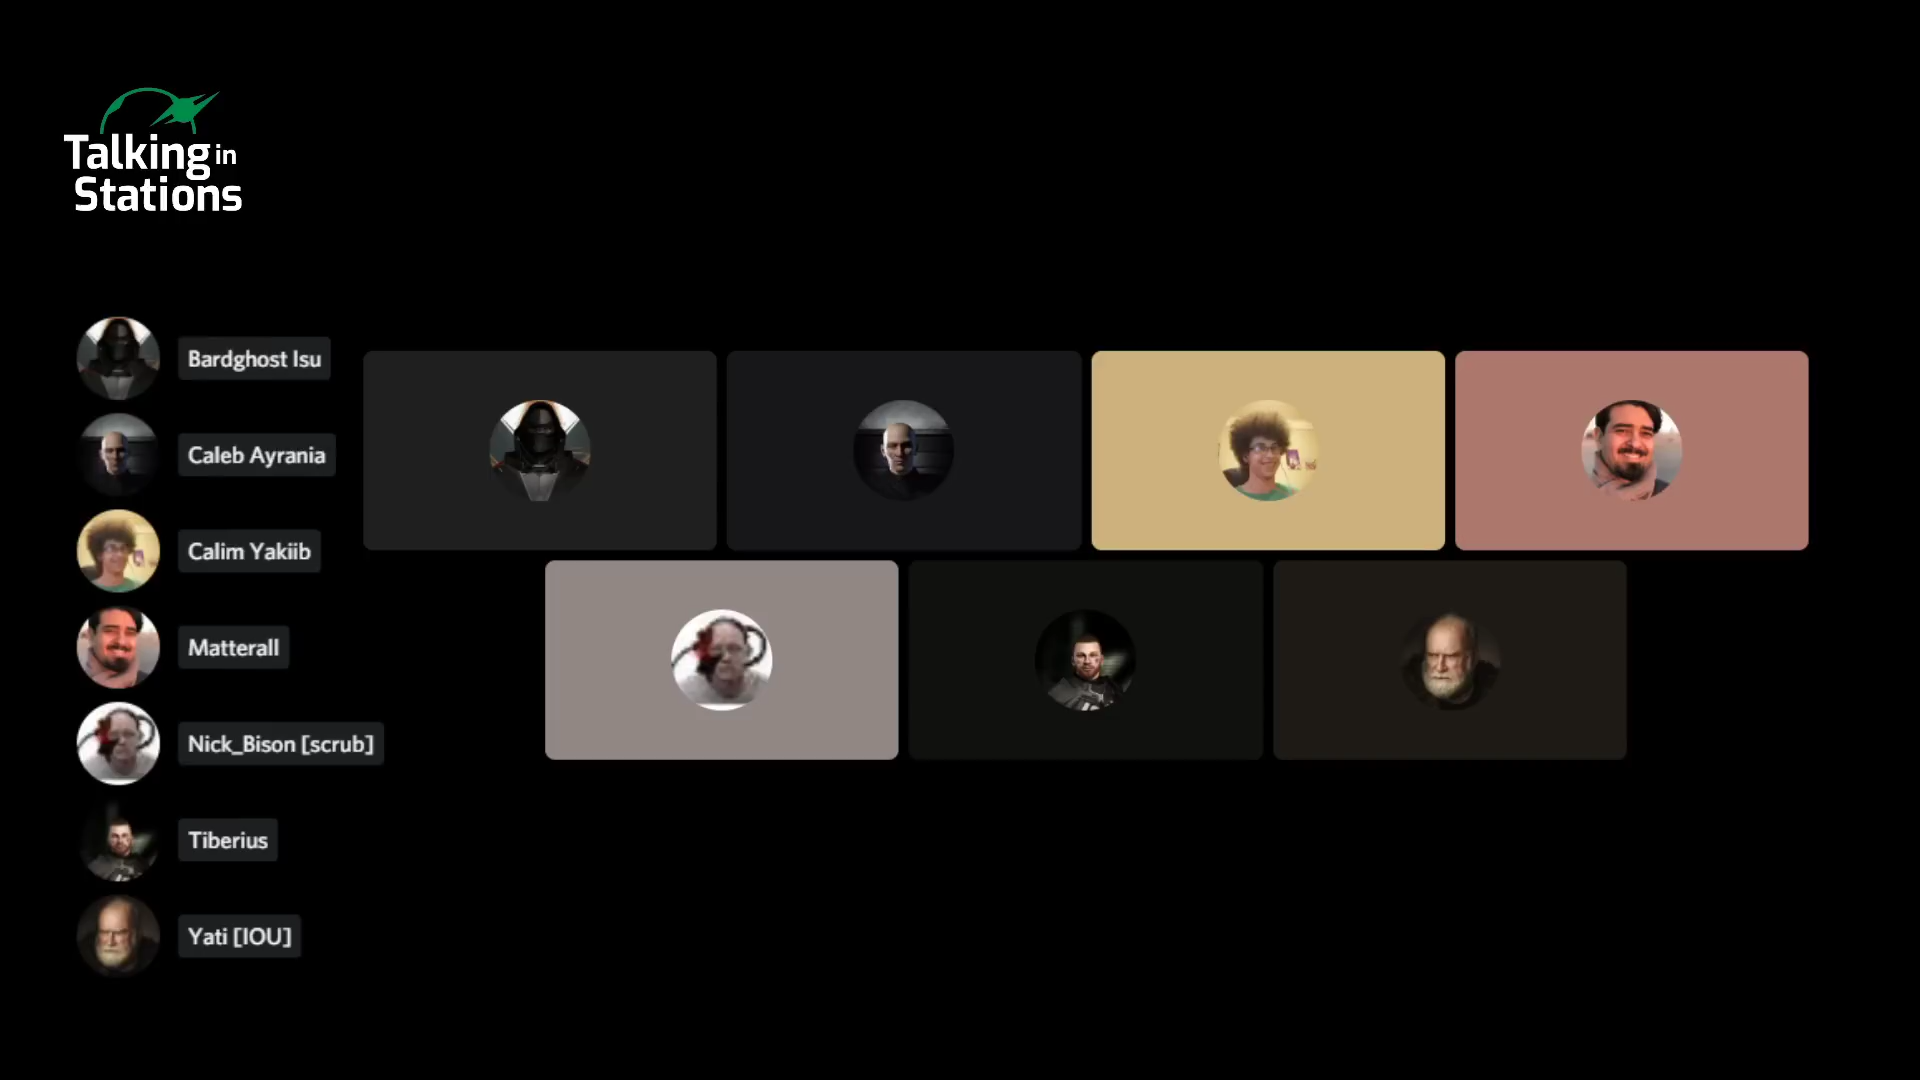 Talking in
Stations
Bardghost Isu
Caleb Ayrania
Calim Yakiib
Matterall
Nick_Bison [scrub]
Tiberius
Yati [IOU]